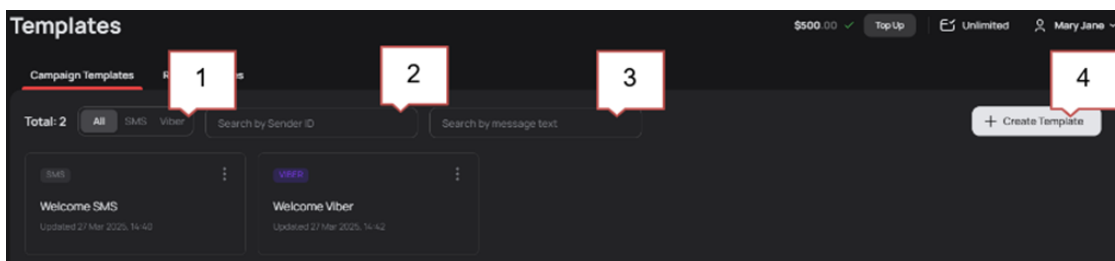 Templates
$500.00 Top Up Unlimited Mary Jane
Campaign Templates
1 2 3 4
Total: 2 All SMS Viber Search by Sender ID Search by message text + Create Template
SMS VIBER
Welcome SMS Welcome Viber
Updated 27 Mar 2025, 14:40 Updated 27 Mar 2025, 14:42